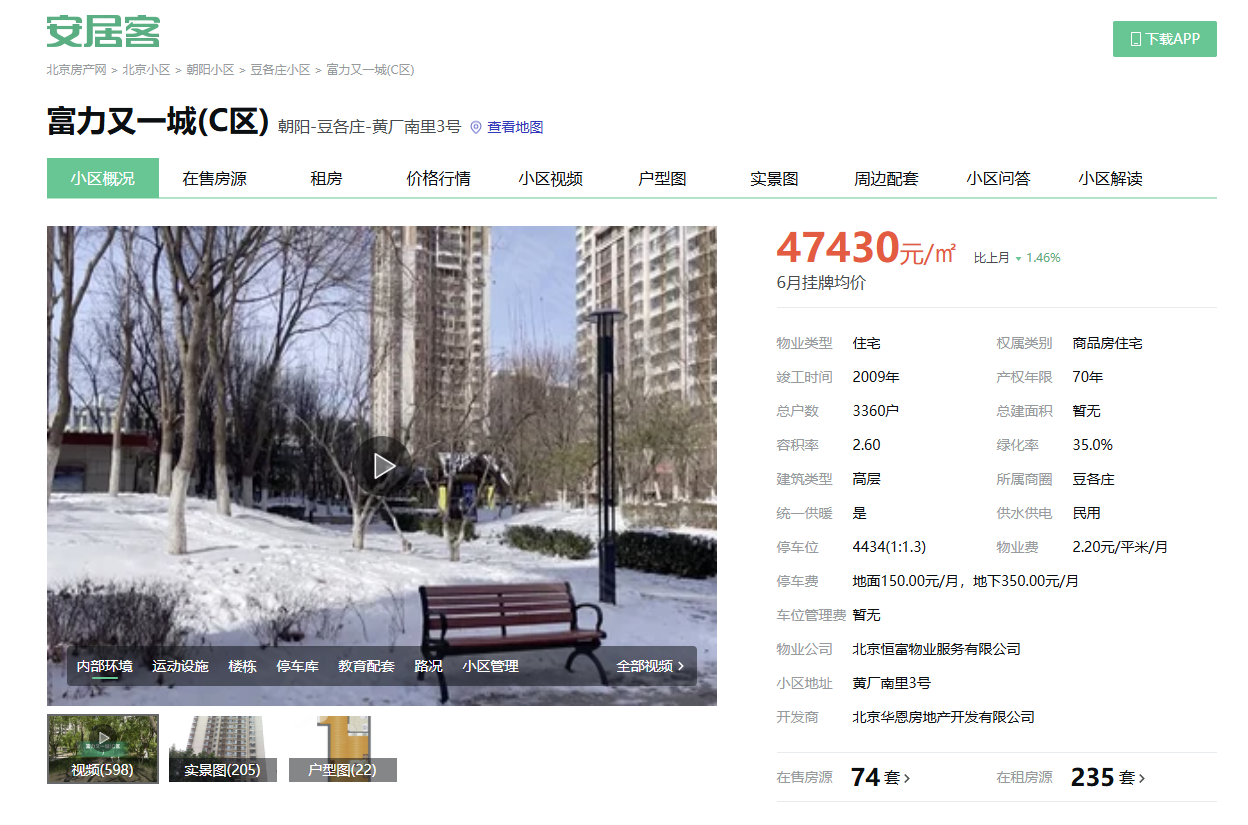 安居客
下载APP
北京房产网 > 北京小区 > 朝阳小区 > 豆各庄小区 > 富力又一城(C区)
富力又一城(C区) 朝阳-豆各庄-黄厂南里3号 查看地图
小区概况 在售房源 租房 价格行情 小区视频 户型图 实景图 周边配套 小区问答 小区解读
47430元/㎡ 比上月 1.46%
6月挂牌均价
物业类型 住宅 权属类别 商品房住宅
竣工时间 2009年 产权年限 70年
总户数 3360户 总建面积 暂无
容积率 2.60 绿化率 35.0%
建筑类型 高层 所属商圈 豆各庄
统一供暖 是 供水供电 民用
停车位 4434(1:1.3) 物业费 2.20元/平米/月
停车费 地面150.00元/月，地下350.00元/月
车位管理费 暂无
物业公司 北京恒富物业服务有限公司
小区地址 黄厂南里3号
开发商 北京华恩房地产开发有限公司
在售房源 74套 > 在租房源 235套 >
内部环境 运动设施 楼栋 停车库 教育配套 路况 小区管理 全部视频 >
视频(598) 实景图(205) 户型图(22)